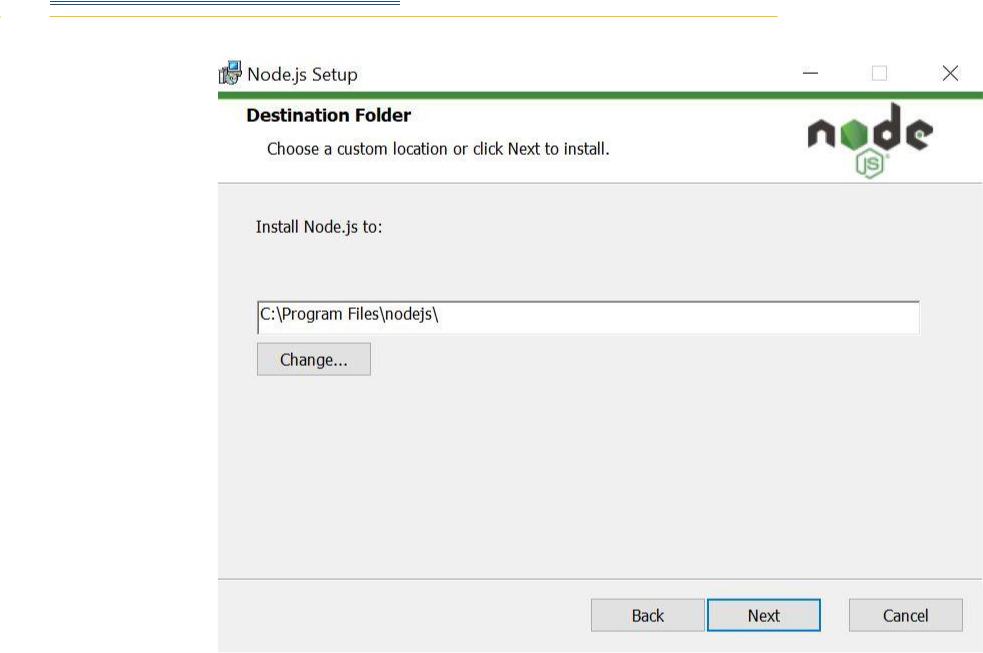 Node.js Setup
Destination Folder
Choose a custom location or click Next to install.
node
JS
Install Node.js to:
C:\Program Files\nodejs\
Change...
Back Next Cancel